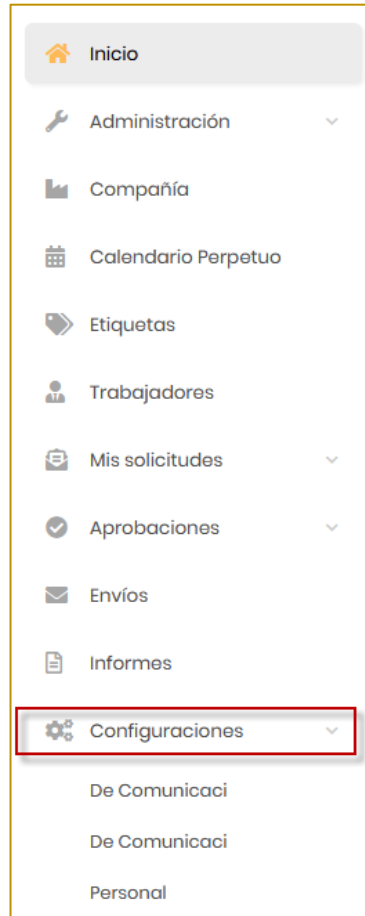 Inicio
Administración
Compañía
Calendario Perpetuo
Etiquetas
Trabajadores
Mis solicitudes
Aprobaciones
Envíos
Informes
Configuraciones
De Comunicaci
De Comunicaci
Personal